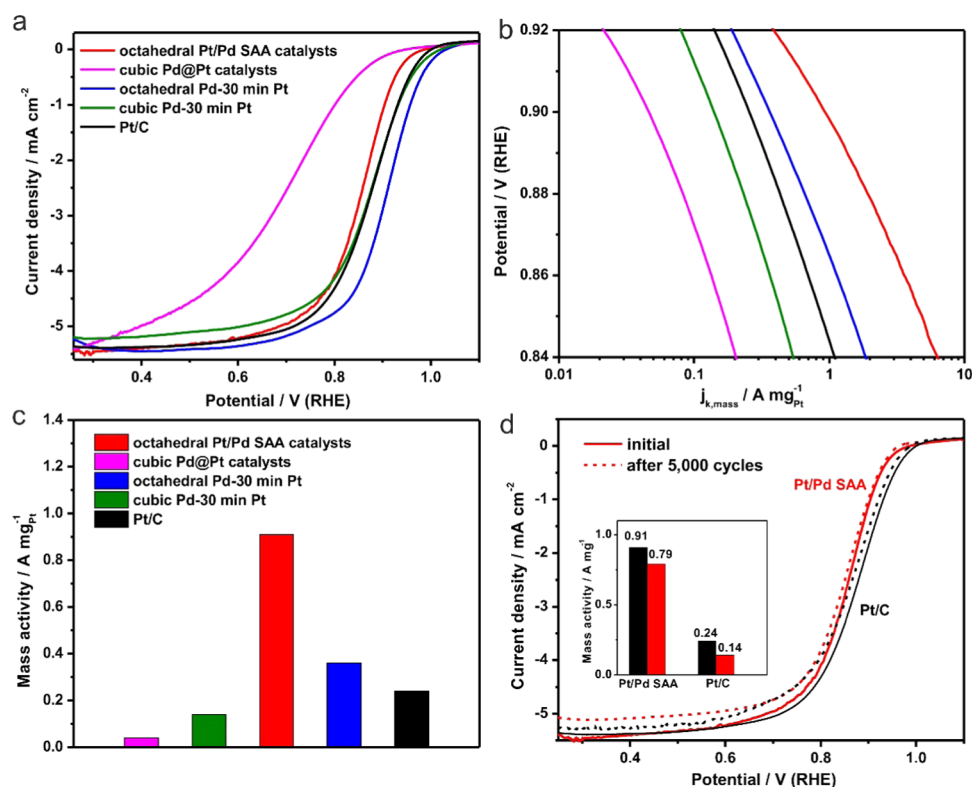 a
0
-1
-2
-3
-4
-5
Current density / mA cm⁻²
octahedral Pt/Pd SAA catalysts
cubic Pd@Pt catalysts
octahedral Pd-30 min Pt
cubic Pd-30 min Pt
Pt/C
0.4 0.6 0.8 1.0
Potential / V (RHE)
b
0.92
0.90
0.88
0.86
0.84
Potential / V (RHE)
0.01 0.1 1 10
j k,mass / A mg⁻¹ Pt
c
1.4
1.2
1.0
0.8
0.6
0.4
0.2
0.0
Mass activity / A mg⁻¹ Pt
octahedral Pt/Pd SAA catalysts
cubic Pd@Pt catalysts
octahedral Pd-30 min Pt
cubic Pd-30 min Pt
Pt/C
d
0
-1
-2
-3
-4
-5
Current density / mA cm⁻²
initial
after 5,000 cycles
Pt/Pd SAA
Pt/C
1.0
0.5
0.0
Mass activity / A mg⁻¹
0.91
0.79
0.24
0.14
Pt/Pd SAA Pt/C
0.4 0.6 0.8 1.0
Potential / V (RHE)